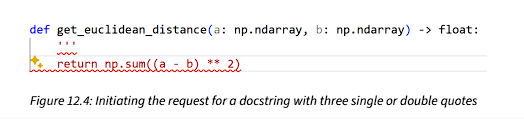 def get_euclidean_distance(a: np.ndarray, b: np.ndarray) -> float:
'''
return np.sum((a - b) ** 2)
Figure 12.4: Initiating the request for a docstring with three single or double quotes